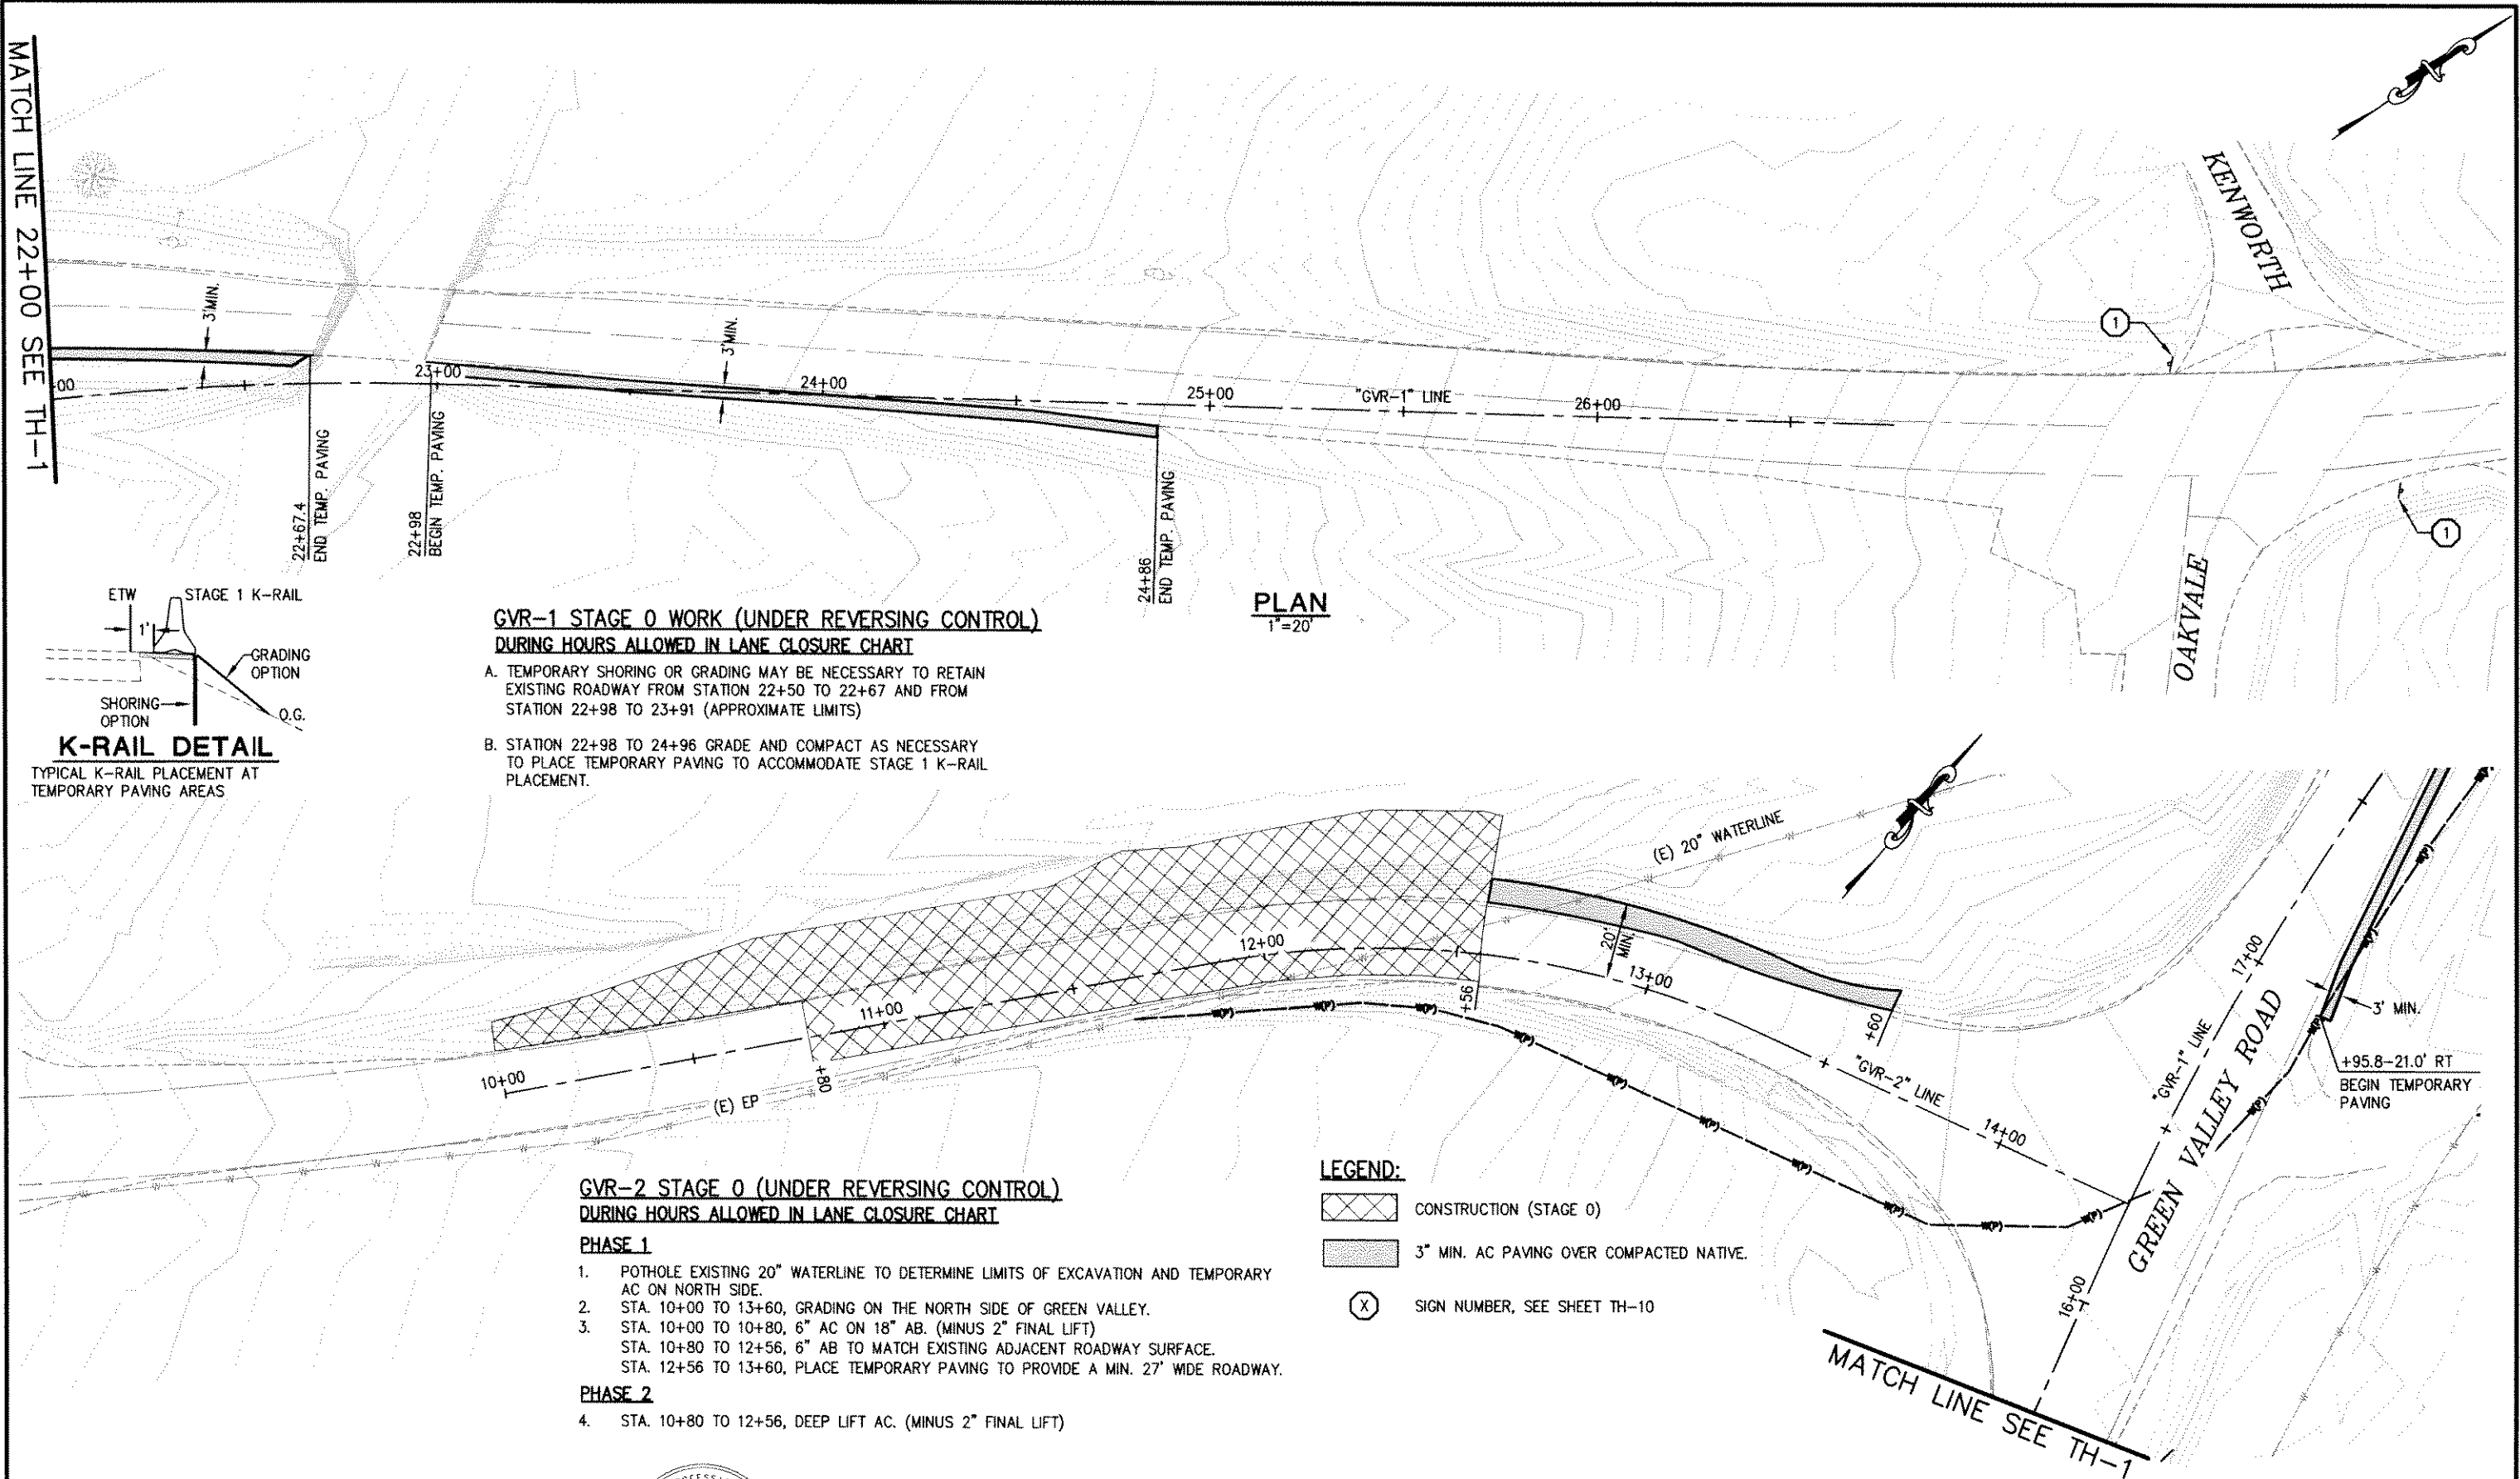 MATCH LINE 22+00 SEE TH-1
3'MIN.
00
22+67.4
END TEMP. PAVING
23+00
22+98
BEGIN TEMP. PAVING
3'MIN.
24+00
24+86
END TEMP. PAVING
25+00
"GVR-1" LINE
26+00
KENWORTH
1
1
OAKVALE
PLAN
1"=20'
ETW
STAGE 1 K-RAIL
1'
GRADING
OPTION
SHORING
OPTION
O.G.
K-RAIL DETAIL
TYPICAL K-RAIL PLACEMENT AT
TEMPORARY PAVING AREAS
GVR-1 STAGE 0 WORK (UNDER REVERSING CONTROL)
DURING HOURS ALLOWED IN LANE CLOSURE CHART
A. TEMPORARY SHORING OR GRADING MAY BE NECESSARY TO RETAIN
EXISTING ROADWAY FROM STATION 22+50 TO 22+67 AND FROM
STATION 22+98 TO 23+91 (APPROXIMATE LIMITS)
B. STATION 22+98 TO 24+96 GRADE AND COMPACT AS NECESSARY
TO PLACE TEMPORARY PAVING TO ACCOMMODATE STAGE 1 K-RAIL
PLACEMENT.
(E) 20" WATERLINE
10+00
(E) EP
+80
11+00
12+00
+56
20'
MIN.
13+00
+60
"GVR-2" LINE
14+00
W(P)
W(P)
W(P)
W(P)
W(P)
W(P)
W(P)
W(P)
W(P)
W(P)
W(P)
"GVR-1" LINE
17+00
16+00
GREEN VALLEY ROAD
W(P)
W(P)
W(P)
W(P)
3' MIN.
+95.8-21.0' RT
BEGIN TEMPORARY
PAVING
MATCH LINE SEE TH-1
GVR-2 STAGE 0 (UNDER REVERSING CONTROL)
DURING HOURS ALLOWED IN LANE CLOSURE CHART
PHASE 1
1. POTHOLE EXISTING 20" WATERLINE TO DETERMINE LIMITS OF EXCAVATION AND TEMPORARY
AC ON NORTH SIDE.
2. STA. 10+00 TO 13+60, GRADING ON THE NORTH SIDE OF GREEN VALLEY.
3. STA. 10+00 TO 10+80, 6" AC ON 18" AB. (MINUS 2" FINAL LIFT)
STA. 10+80 TO 12+56, 6" AB TO MATCH EXISTING ADJACENT ROADWAY SURFACE.
STA. 12+56 TO 13+60, PLACE TEMPORARY PAVING TO PROVIDE A MIN. 27' WIDE ROADWAY.
PHASE 2
4. STA. 10+80 TO 12+56, DEEP LIFT AC. (MINUS 2" FINAL LIFT)
LEGEND:
CONSTRUCTION (STAGE 0)
3" MIN. AC PAVING OVER COMPACTED NATIVE.
X SIGN NUMBER, SEE SHEET TH-10